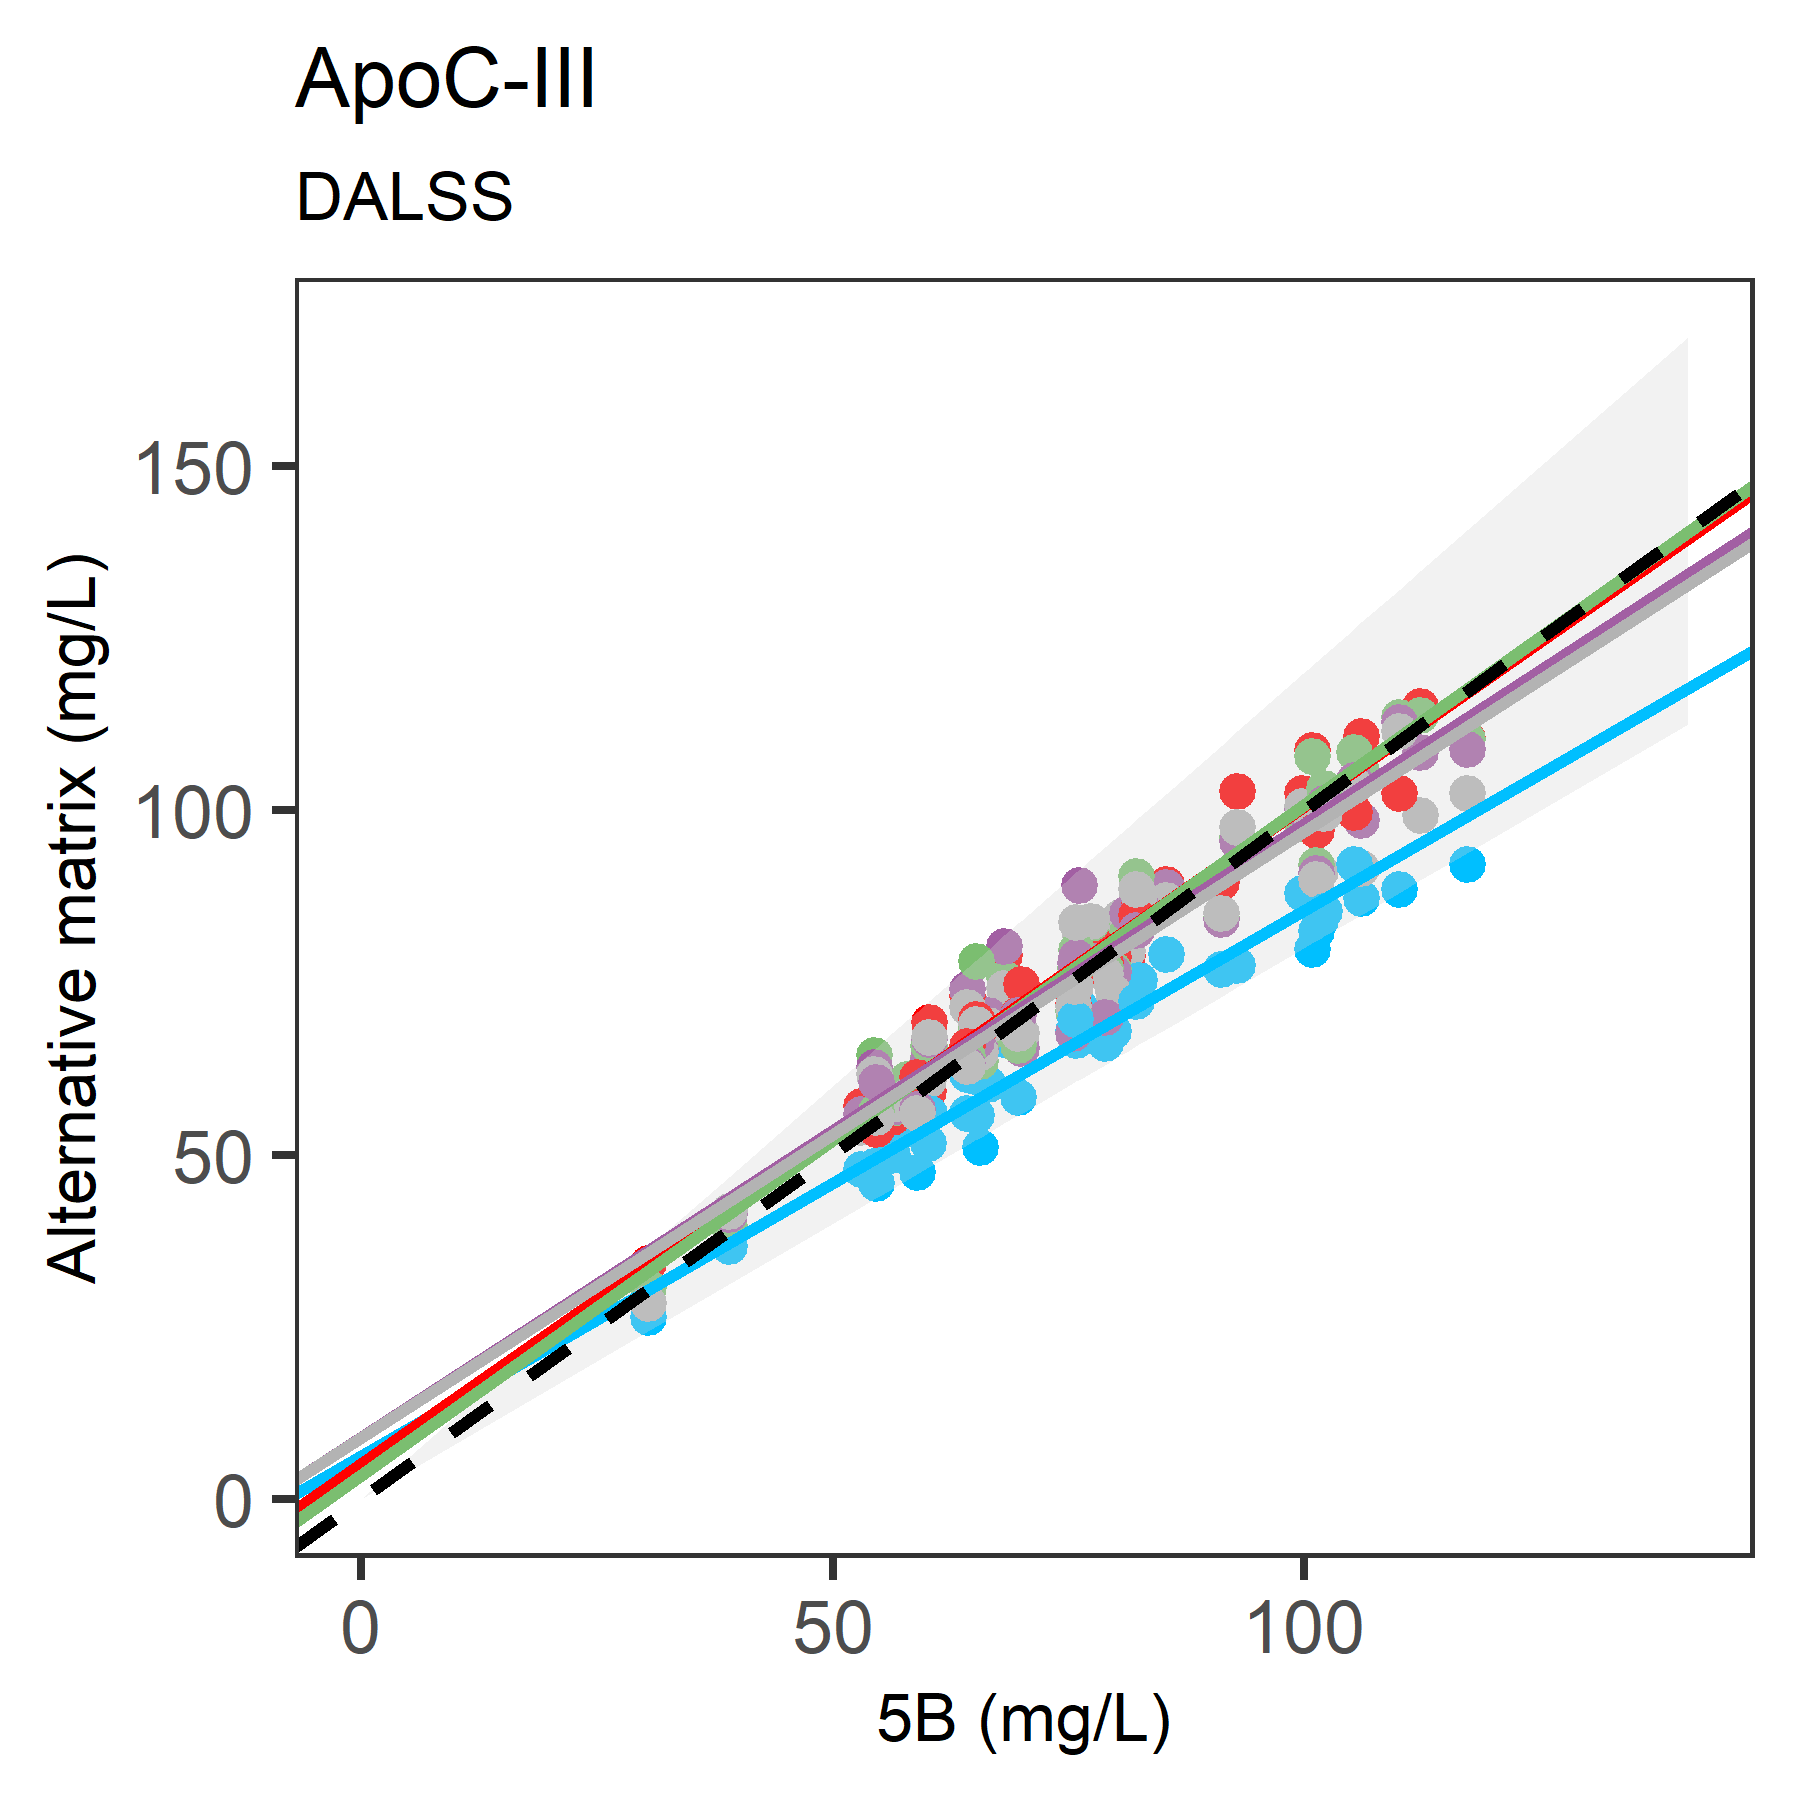 ApoC-III
DALSS
Alternative matrix (mg/L)
150
100
50
0
0 50 100
5B (mg/L)